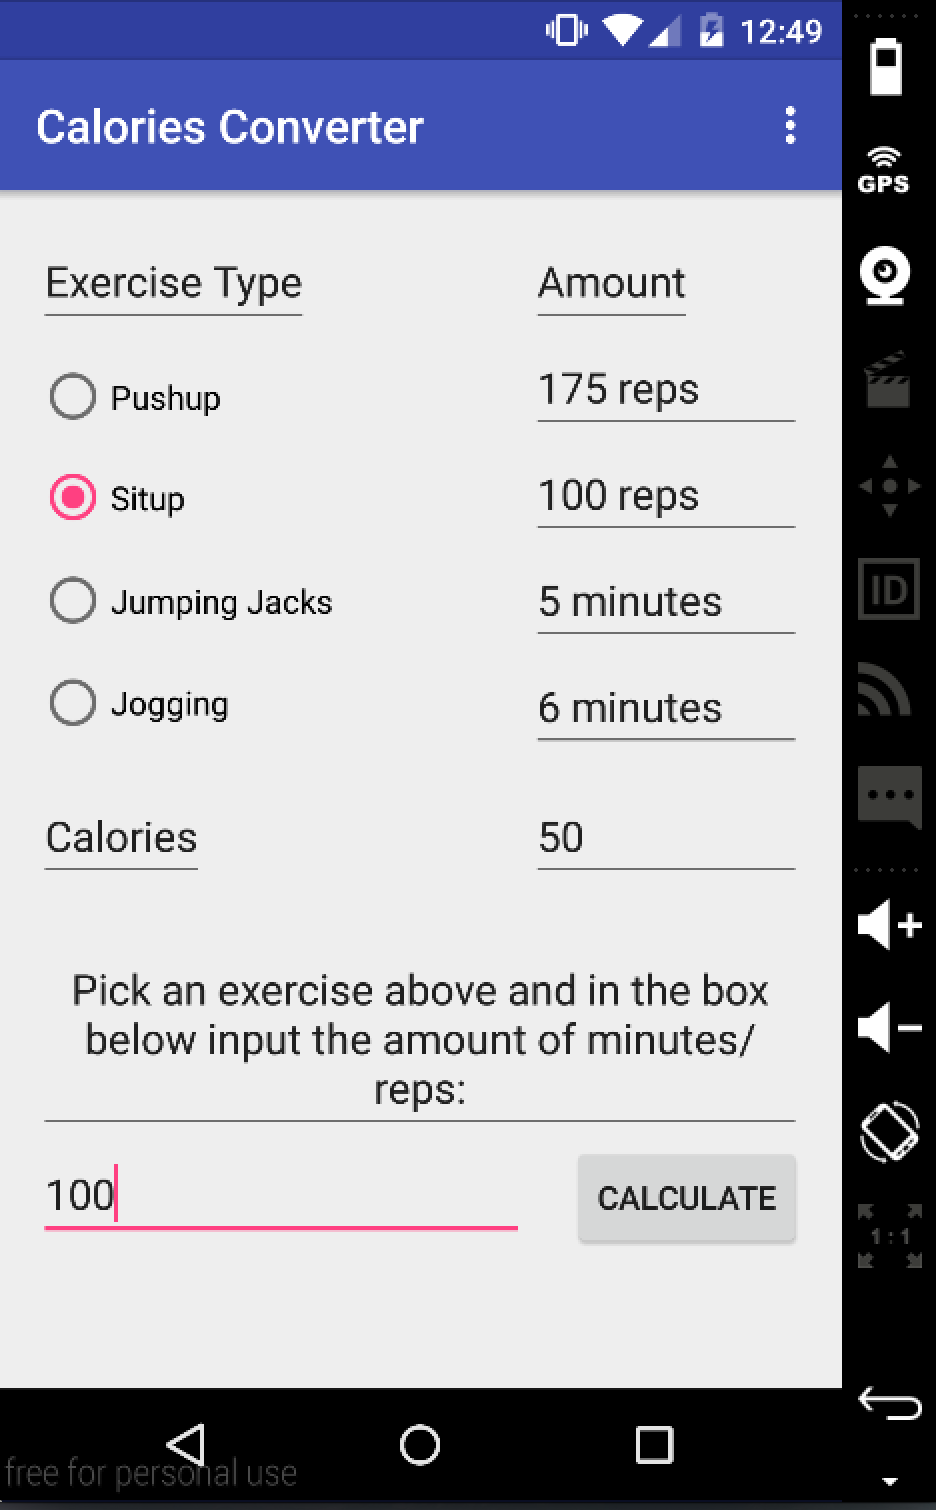 12:49
Calories Converter
GPS
Exercise Type Amount
Pushup 175 reps
Situp 100 reps
Jumping Jacks 5 minutes
ID
Jogging 6 minutes
Calories 50
Pick an exercise above and in the box
below input the amount of minutes/
reps:
100 CALCULATE
1:1
free for personal use